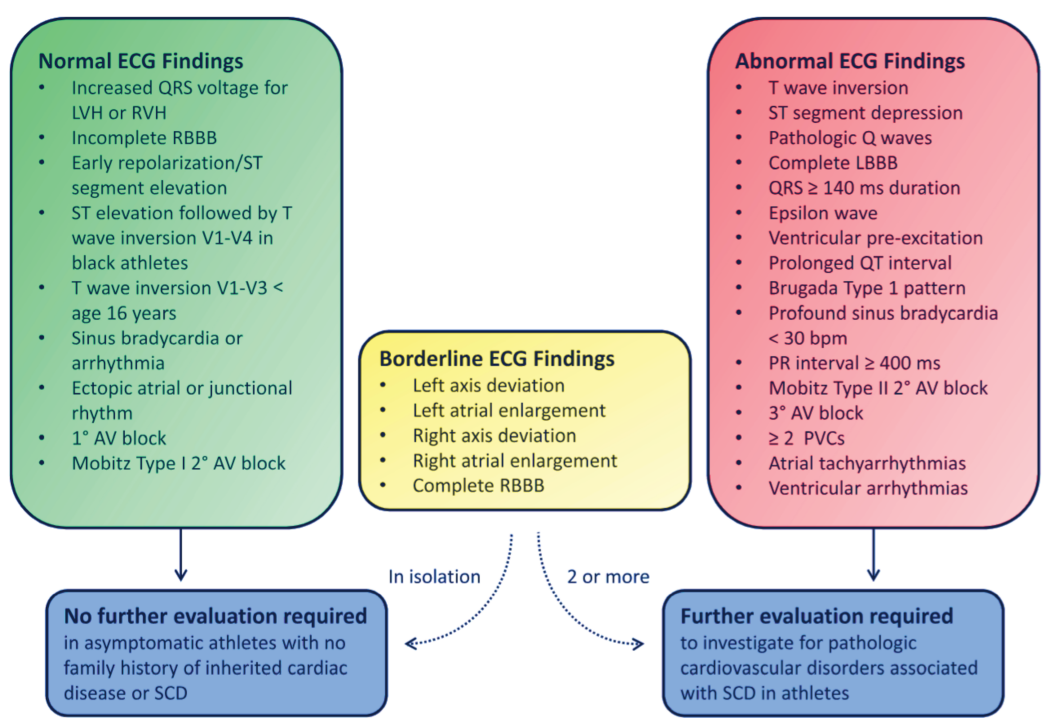 Normal ECG Findings
• Increased QRS voltage for
LVH or RVH
• Incomplete RBBB
• Early repolarization/ST
segment elevation
• ST elevation followed by T
wave inversion V1-V4 in
black athletes
• T wave inversion V1-V3 <
age 16 years
• Sinus bradycardia or
arrhythmia
• Ectopic atrial or junctional
rhythm
• 1° AV block
• Mobitz Type I 2° AV block
Borderline ECG Findings
• Left axis deviation
• Left atrial enlargement
• Right axis deviation
• Right atrial enlargement
• Complete RBBB
Abnormal ECG Findings
• T wave inversion
• ST segment depression
• Pathologic Q waves
• Complete LBBB
• QRS ≥ 140 ms duration
• Epsilon wave
• Ventricular pre-excitation
• Prolonged QT interval
• Brugada Type 1 pattern
• Profound sinus bradycardia
< 30 bpm
• PR interval ≥ 400 ms
• Mobitz Type II 2° AV block
• 3° AV block
• ≥ 2 PVCs
• Atrial tachyarrhythmias
• Ventricular arrhythmias
In isolation
2 or more
No further evaluation required
in asymptomatic athletes with no
family history of inherited cardiac
disease or SCD
Further evaluation required
to investigate for pathologic
cardiovascular disorders associated
with SCD in athletes